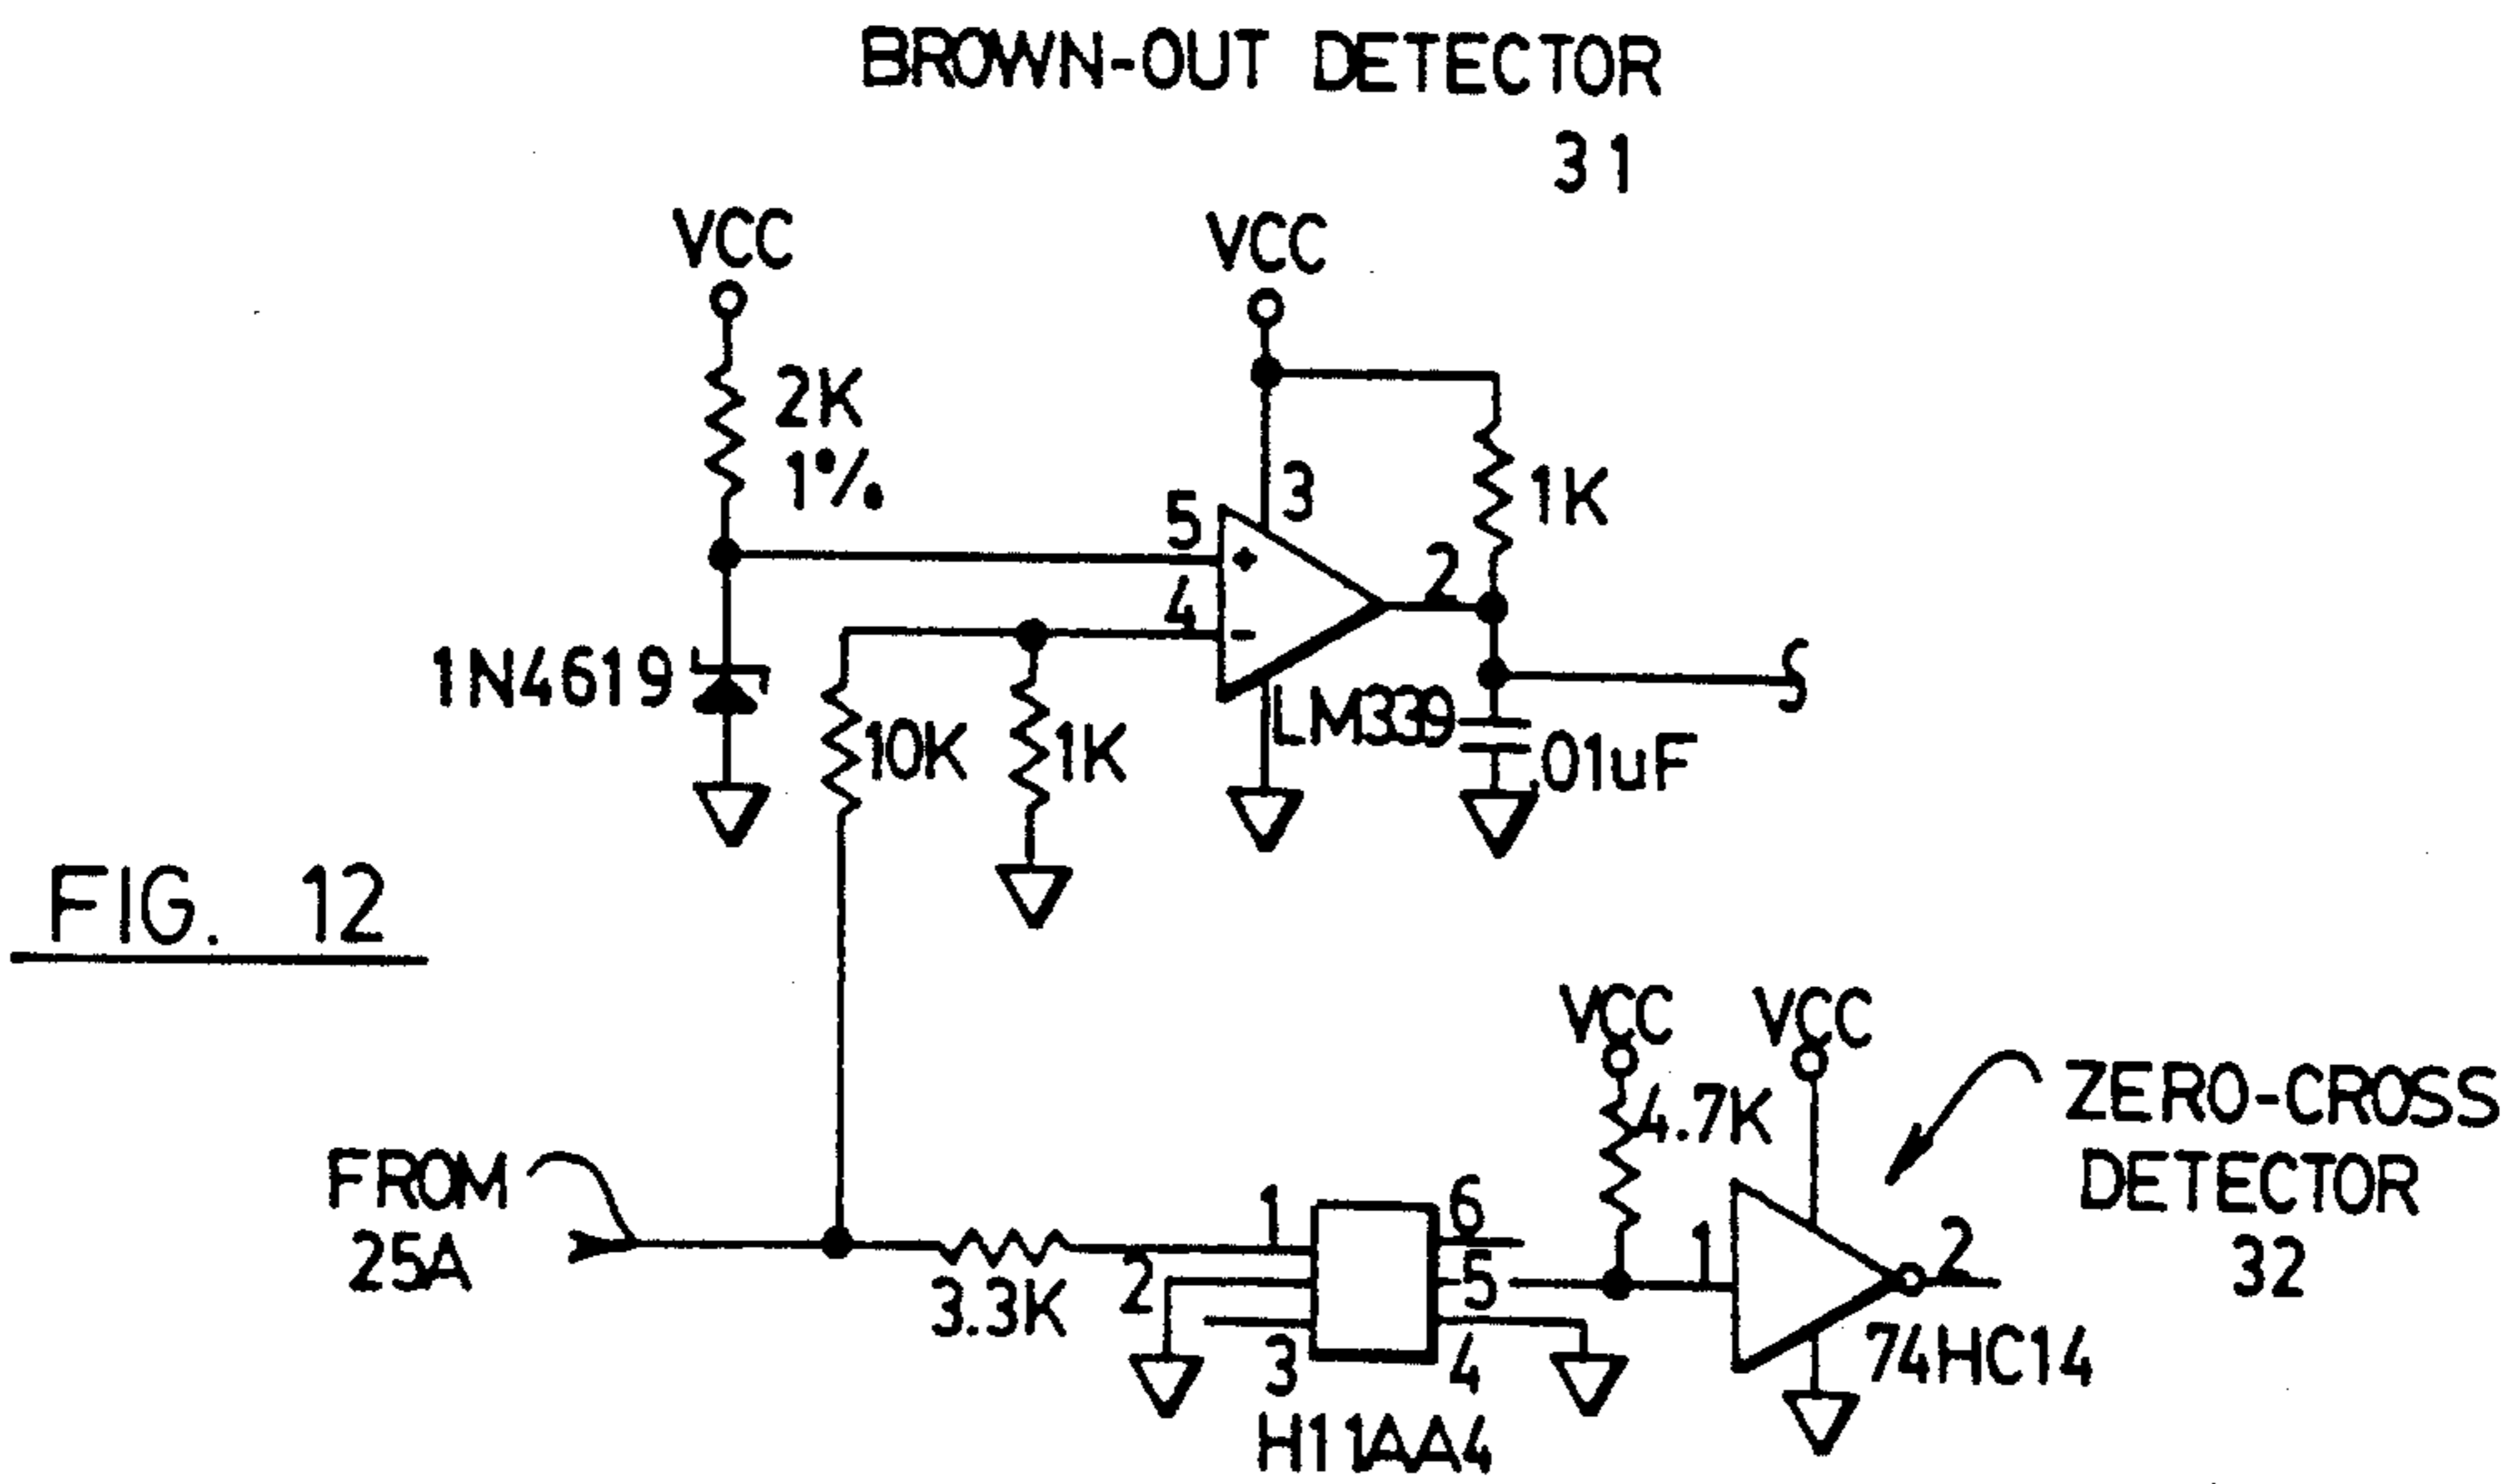 BROWN-OUT DETECTOR
31
VCC
VCC
2K
1%
3
1K
5
4
2
1N4619
10K
1K
LM339
.01uF
FIG. 12
VCC
VCC
4.7K
ZERO-CROSS
DETECTOR
32
FROM
25A
3.3K
1
2
3
6
5
4
H11AA4
1
2
74HC14